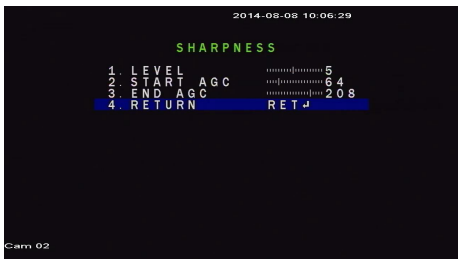 2014-08-08 10:06:29
SHARPNESS
1. LEVEL 5
2. START AGC 64
3. END AGC 208
4. RETURN RET↲
Cam 02